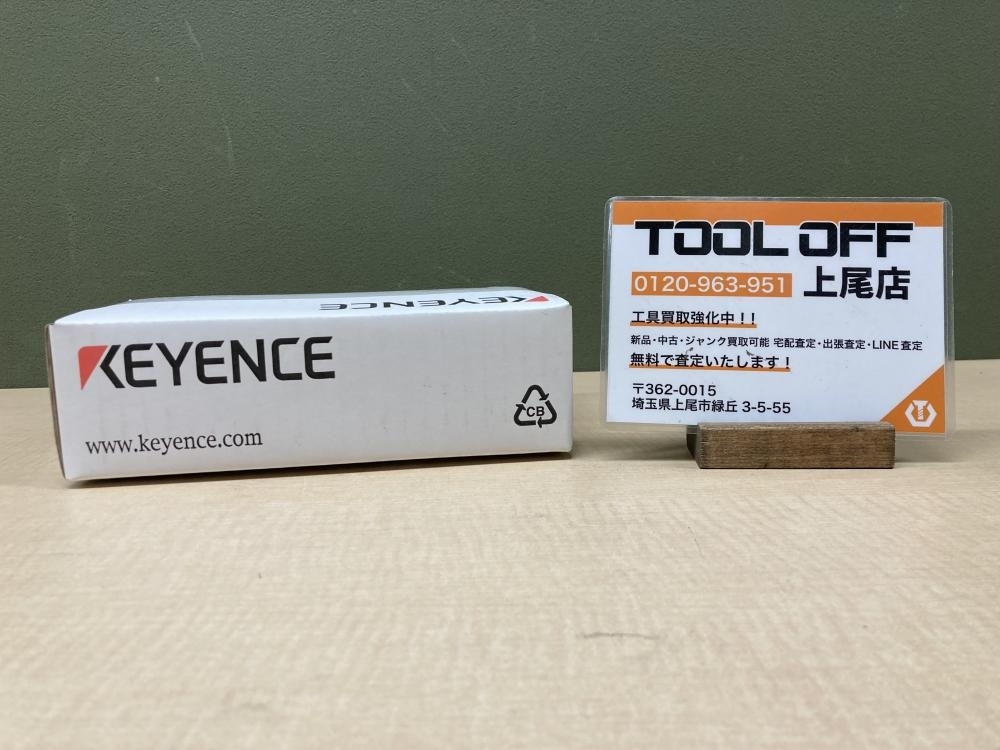 KEYENCE
KEYENCE
www.keyence.com
CB
TOOL OFF
0120-963-951 上尾店
工具買取強化中!!
新品・中古・ジャンク買取可能 宅配査定・出張査定・LINE査定
無料で査定いたします!
〒362-0015
埼玉県上尾市緑丘 3-5-55